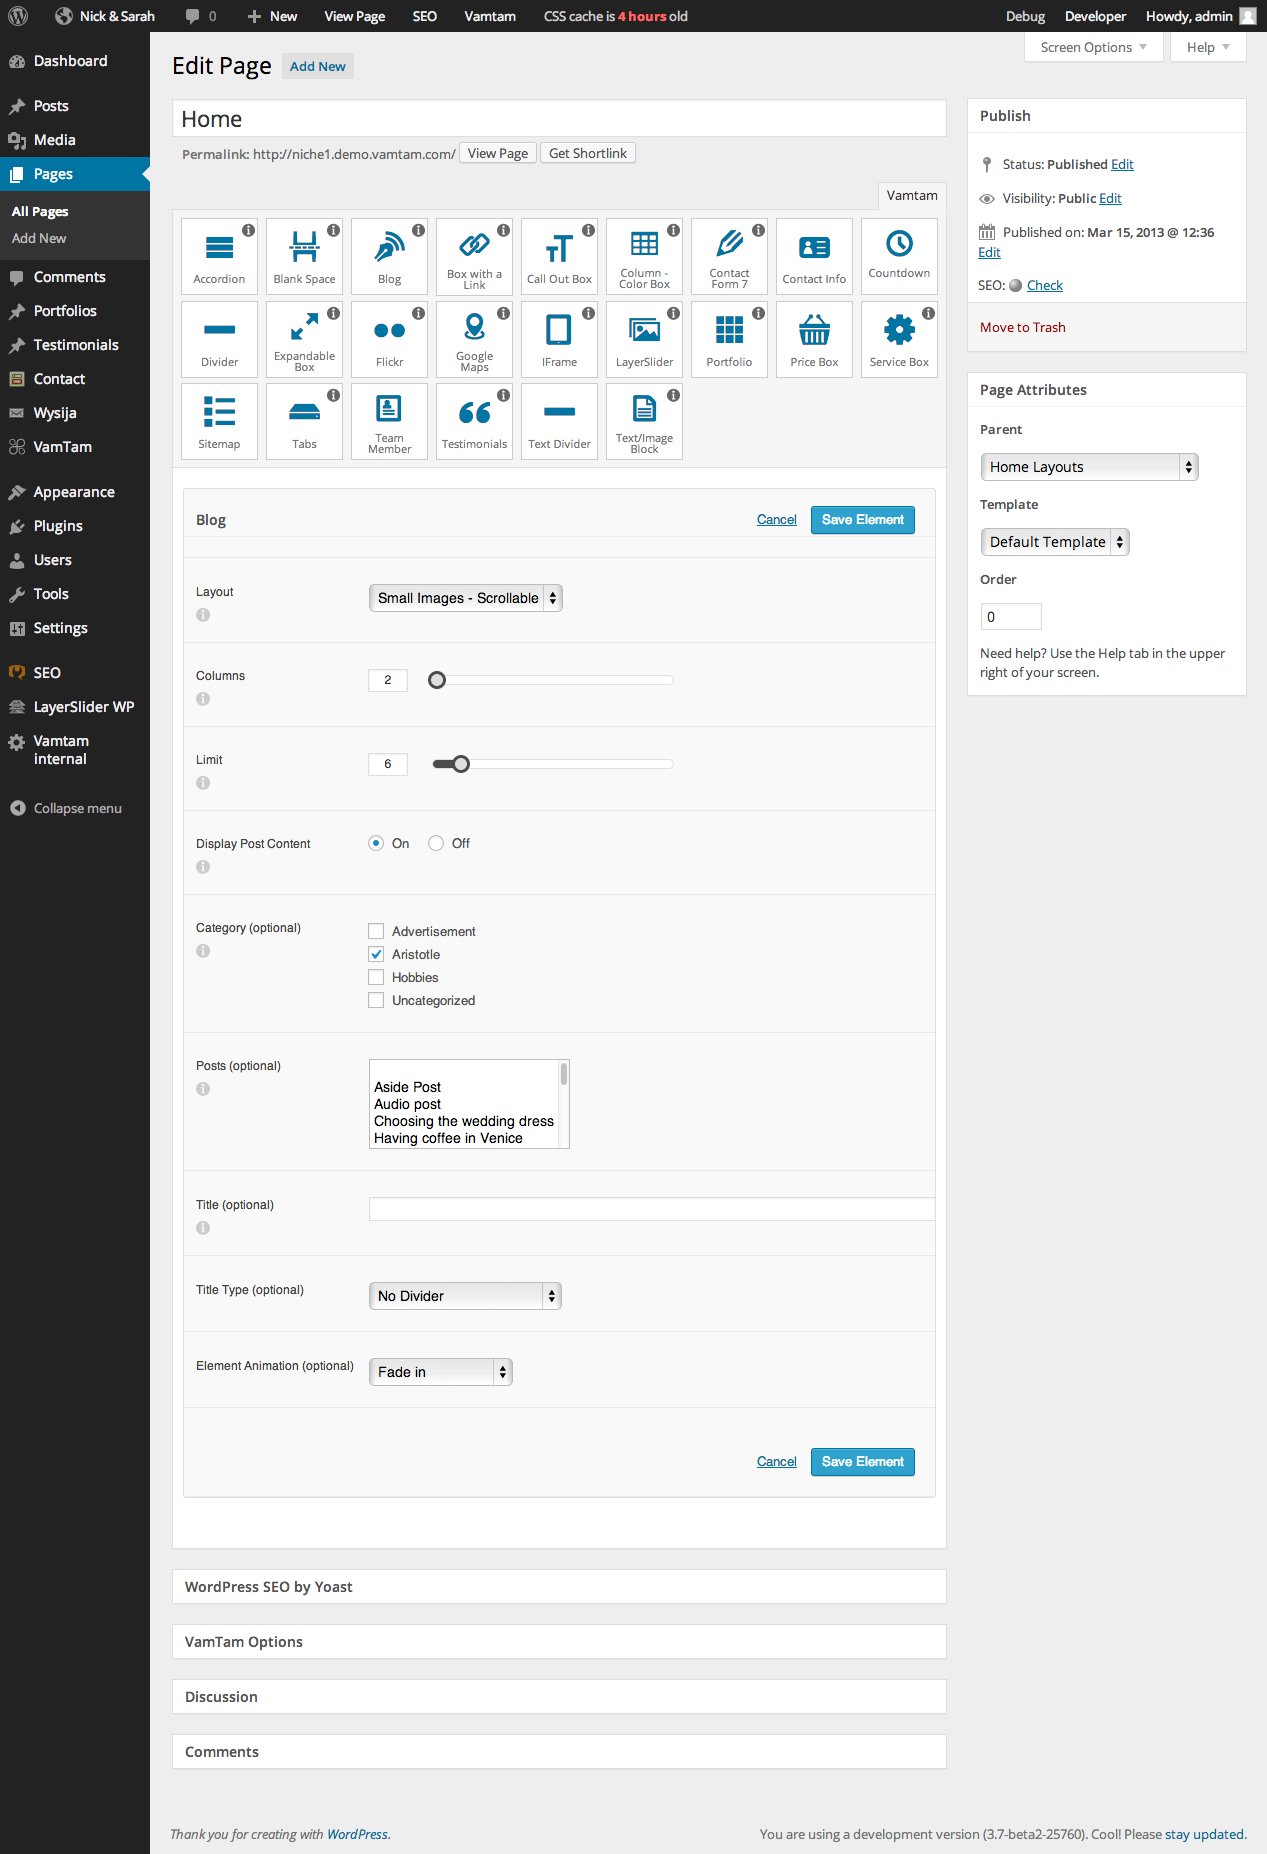 Nick & Sarah 0 New View Page SEO Vamtam CSS cache is 4 hours old Debug Developer Howdy, admin
Screen Options Help
Dashboard
Posts
Media
Pages
All Pages
Add New
Comments
Portfolios
Testimonials
Contact
Wysija
VamTam
Appearance
Plugins
Users
Tools
Settings
SEO
LayerSlider WP
Vamtam
internal
Collapse menu
Edit Page Add New
Home
Permalink: http://niche1.demo.vamtam.com/ View Page Get Shortlink
Vamtam
Accordion
Blank Space
Blog
Box with a
Link
Call Out Box
Column -
Color Box
Contact
Form 7
Contact Info
Countdown
Divider
Expandable
Box
Flickr
Google
Maps
IFrame
LayerSlider
Portfolio
Price Box
Service Box
Sitemap
Tabs
Team
Member
Testimonials
Text Divider
Text/Image
Block
Blog Cancel Save Element
Layout Small Images - Scrollable
Columns 2
Limit 6
Display Post Content On Off
Category (optional) Advertisement
Aristotle
Hobbies
Uncategorized
Posts (optional)
Aside Post
Audio post
Choosing the wedding dress
Having coffee in Venice
Title (optional)
Title Type (optional) No Divider
Element Animation (optional) Fade in
Cancel Save Element
WordPress SEO by Yoast
VamTam Options
Discussion
Comments
Publish
Status: Published Edit
Visibility: Public Edit
Published on: Mar 15, 2013 @ 12:36
Edit
SEO: Check
Move to Trash
Page Attributes
Parent
Home Layouts
Template
Default Template
Order
0
Need help? Use the Help tab in the upper
right of your screen.
Thank you for creating with WordPress. You are using a development version (3.7-beta2-25760). Cool! Please stay updated.